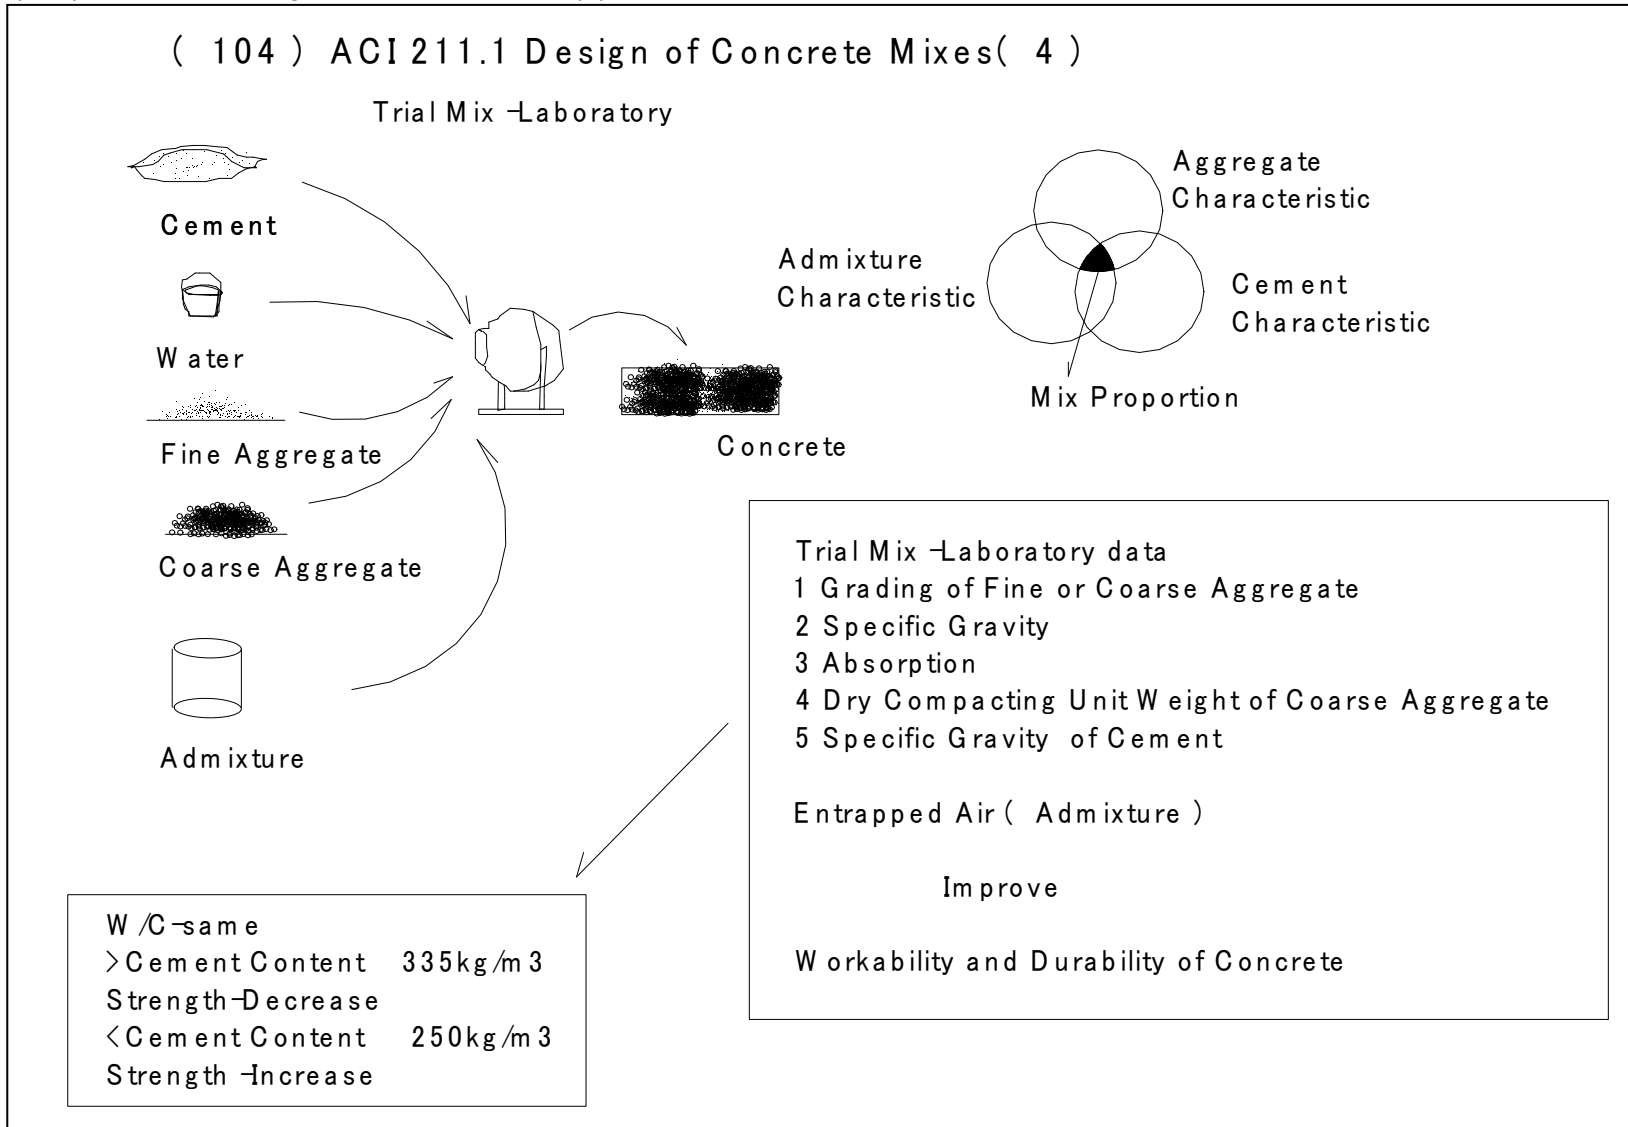 ( 104 ) ACI 211.1 Design of Concrete Mixes( 4 )
Trial Mix -Laboratory
Cement
Water
Fine Aggregate
Coarse Aggregate
Admixture
Concrete
Aggregate
Characteristic
Admixture
Characteristic
Cement
Characteristic
Mix Proportion
Trial Mix -Laboratory data
1 Grading of Fine or Coarse Aggregate
2 Specific Gravity
3 Absorption
4 Dry Compacting Unit Weight of Coarse Aggregate
5 Specific Gravity of Cement
Entrapped Air ( Admixture )
Improve
Workability and Durability of Concrete
W/C-same
>Cement Content 335kg/m3
Strength-Decrease
<Cement Content 250kg/m3
Strength -Increase